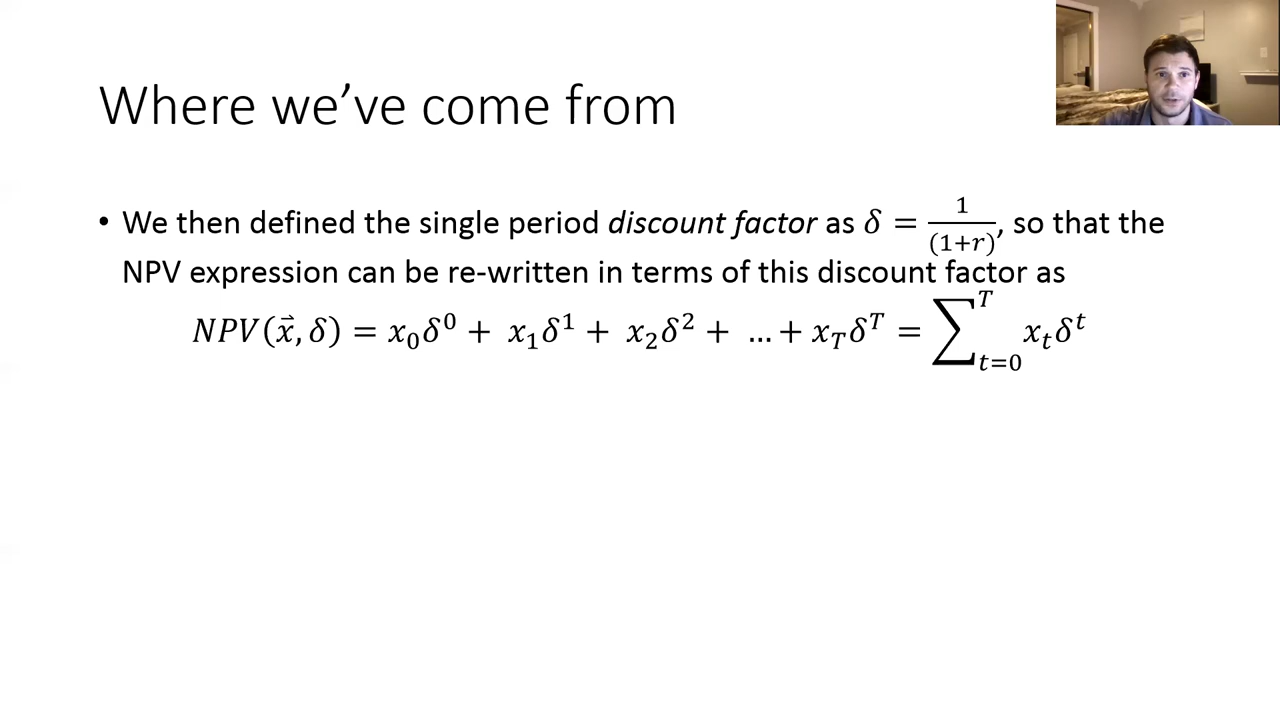 Where we've come from
• We then defined the single period discount factor as δ = 1/(1+r), so that the
NPV expression can be re-written in terms of this discount factor as
NPV(x⃗, δ) = x₀δ⁰ + x₁δ¹ + x₂δ² + … + x_Tδ^T = ∑_{t=0}^{T} x_tδ^t